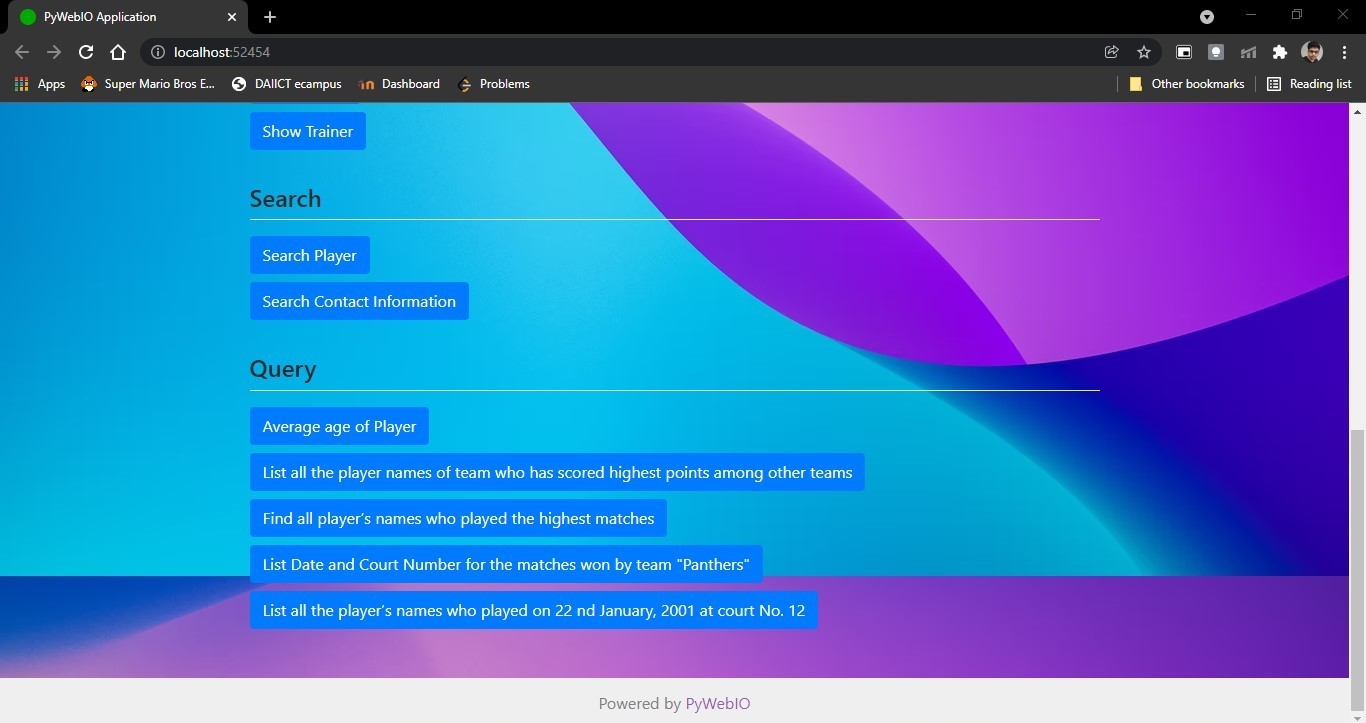 PyWebIO Application
localhost:52454
Apps Super Mario Bros E... DAIICT ecampus Dashboard Problems Other bookmarks Reading list
Show Trainer
Search
Search Player
Search Contact Information
Query
Average age of Player
List all the player names of team who has scored highest points among other teams
Find all player’s names who played the highest matches
List Date and Court Number for the matches won by team "Panthers"
List all the player’s names who played on 22 nd January, 2001 at court No. 12
Powered by PyWebIO